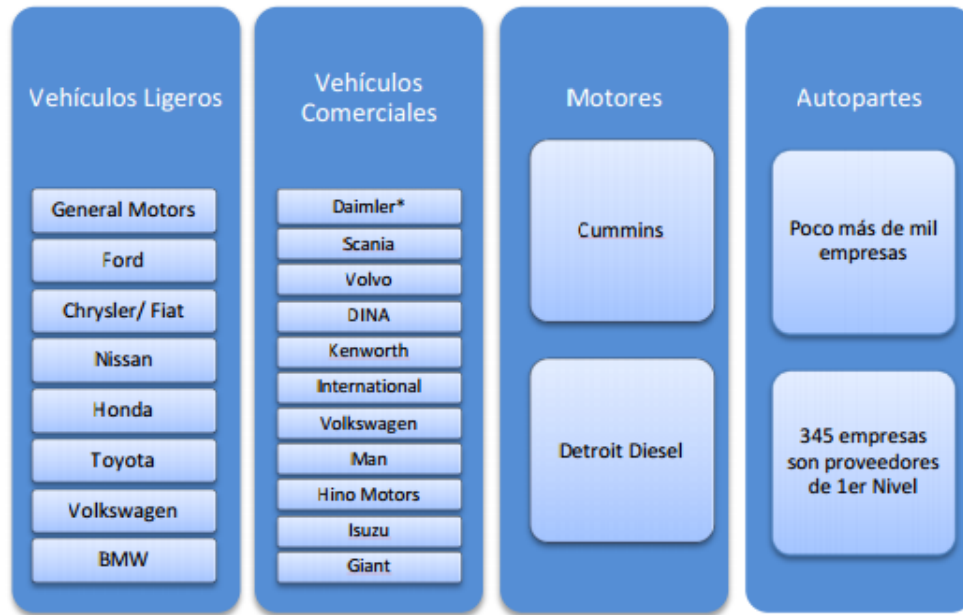 Vehículos Ligeros
General Motors
Ford
Chrysler/ Fiat
Nissan
Honda
Toyota
Volkswagen
BMW
Vehículos
Comerciales
Daimler*
Scania
Volvo
DINA
Kenworth
International
Volkswagen
Man
Hino Motors
Isuzu
Giant
Motores
Cummins
Detroit Diesel
Autopartes
Poco más de mil
empresas
345 empresas
son proveedores
de 1er Nivel